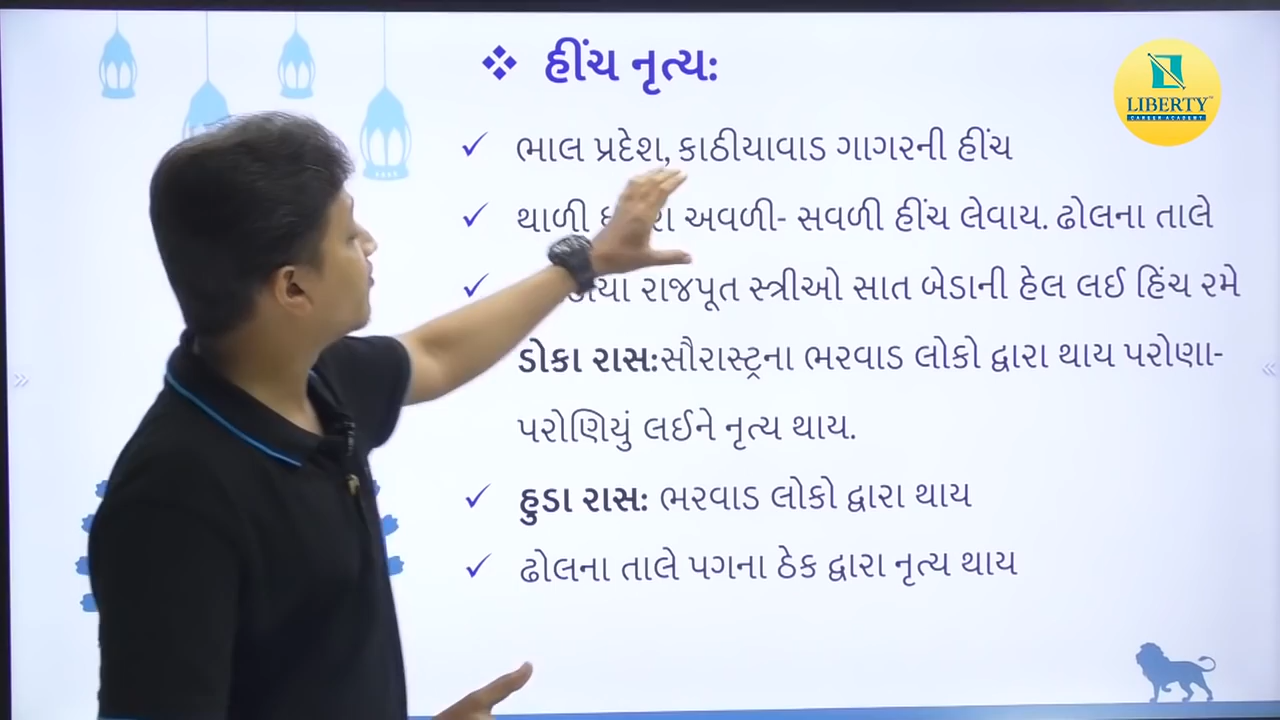 હીંચ નૃત્ય:
LIBERTY
CAREER ACADEMY
ભાલ પ્રદેશ, કાઠીયાવાડ ગાગરની હીંચ
થાળી અવળી- સવળી હીંચ લેવાય. ઢોલના તાલે
રાજપૂત સ્ત્રીઓ સાત બેડાની હેલ લઈ હિંચ રમે
ડોકા રાસ:સૌરાસ્ટ્રના ભરવાડ લોકો દ્વારા થાય પરોણા-
પરોણિયું લઈને નૃત્ય થાય.
હુડા રાસ: ભરવાડ લોકો દ્વારા થાય
ઢોલના તાલે પગના ઠેક દ્વારા નૃત્ય થાય